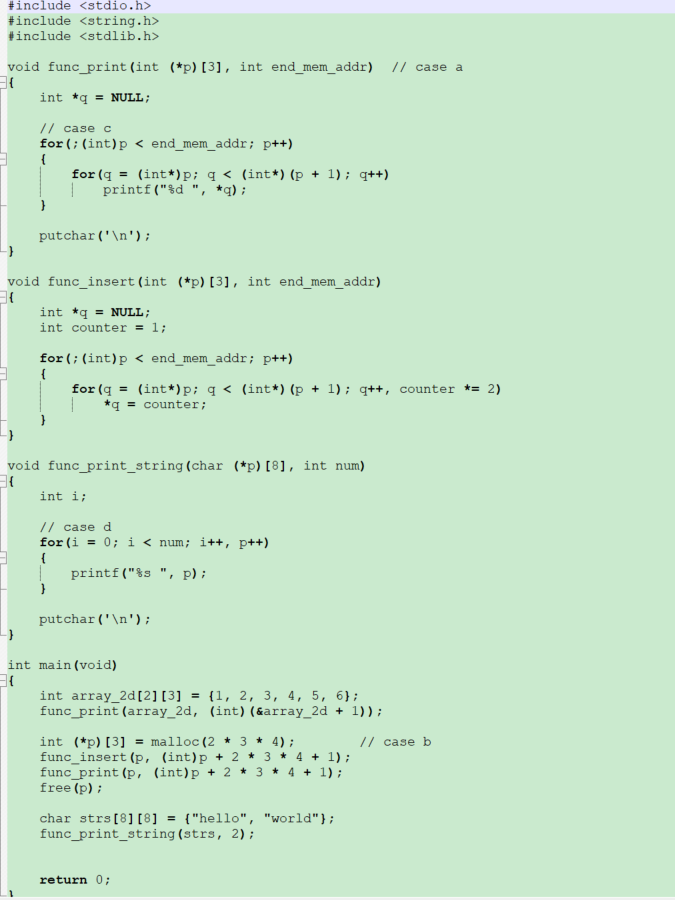 #include <stdio.h>
#include <string.h>
#include <stdlib.h>
void func_print(int (*p)[3], int end_mem_addr)  // case a
{
    int *q = NULL;
    // case c
    for(;(int)p < end_mem_addr; p++)
    {
        for(q = (int*)p; q < (int*)(p + 1); q++)
            printf("%d ", *q);
    }
    putchar('\n');
}
void func_insert(int (*p)[3], int end_mem_addr)
{
    int *q = NULL;
    int counter = 1;
    for(;(int)p < end_mem_addr; p++)
    {
        for(q = (int*)p; q < (int*)(p + 1); q++, counter *= 2)
            *q = counter;
    }
}
void func_print_string(char (*p)[8], int num)
{
    int i;
    // case d
    for(i = 0; i < num; i++, p++)
    {
        printf("%s ", p);
    }
    putchar('\n');
}
int main(void)
{
    int array_2d[2][3] = {1, 2, 3, 4, 5, 6};
    func_print(array_2d, (int)(&array_2d + 1));
    int (*p)[3] = malloc(2 * 3 * 4);        // case b
    func_insert(p, (int)p + 2 * 3 * 4 + 1);
    func_print(p, (int)p + 2 * 3 * 4 + 1);
    free(p);
    char strs[8][8] = {"hello", "world"};
    func_print_string(strs, 2);
    return 0;
}